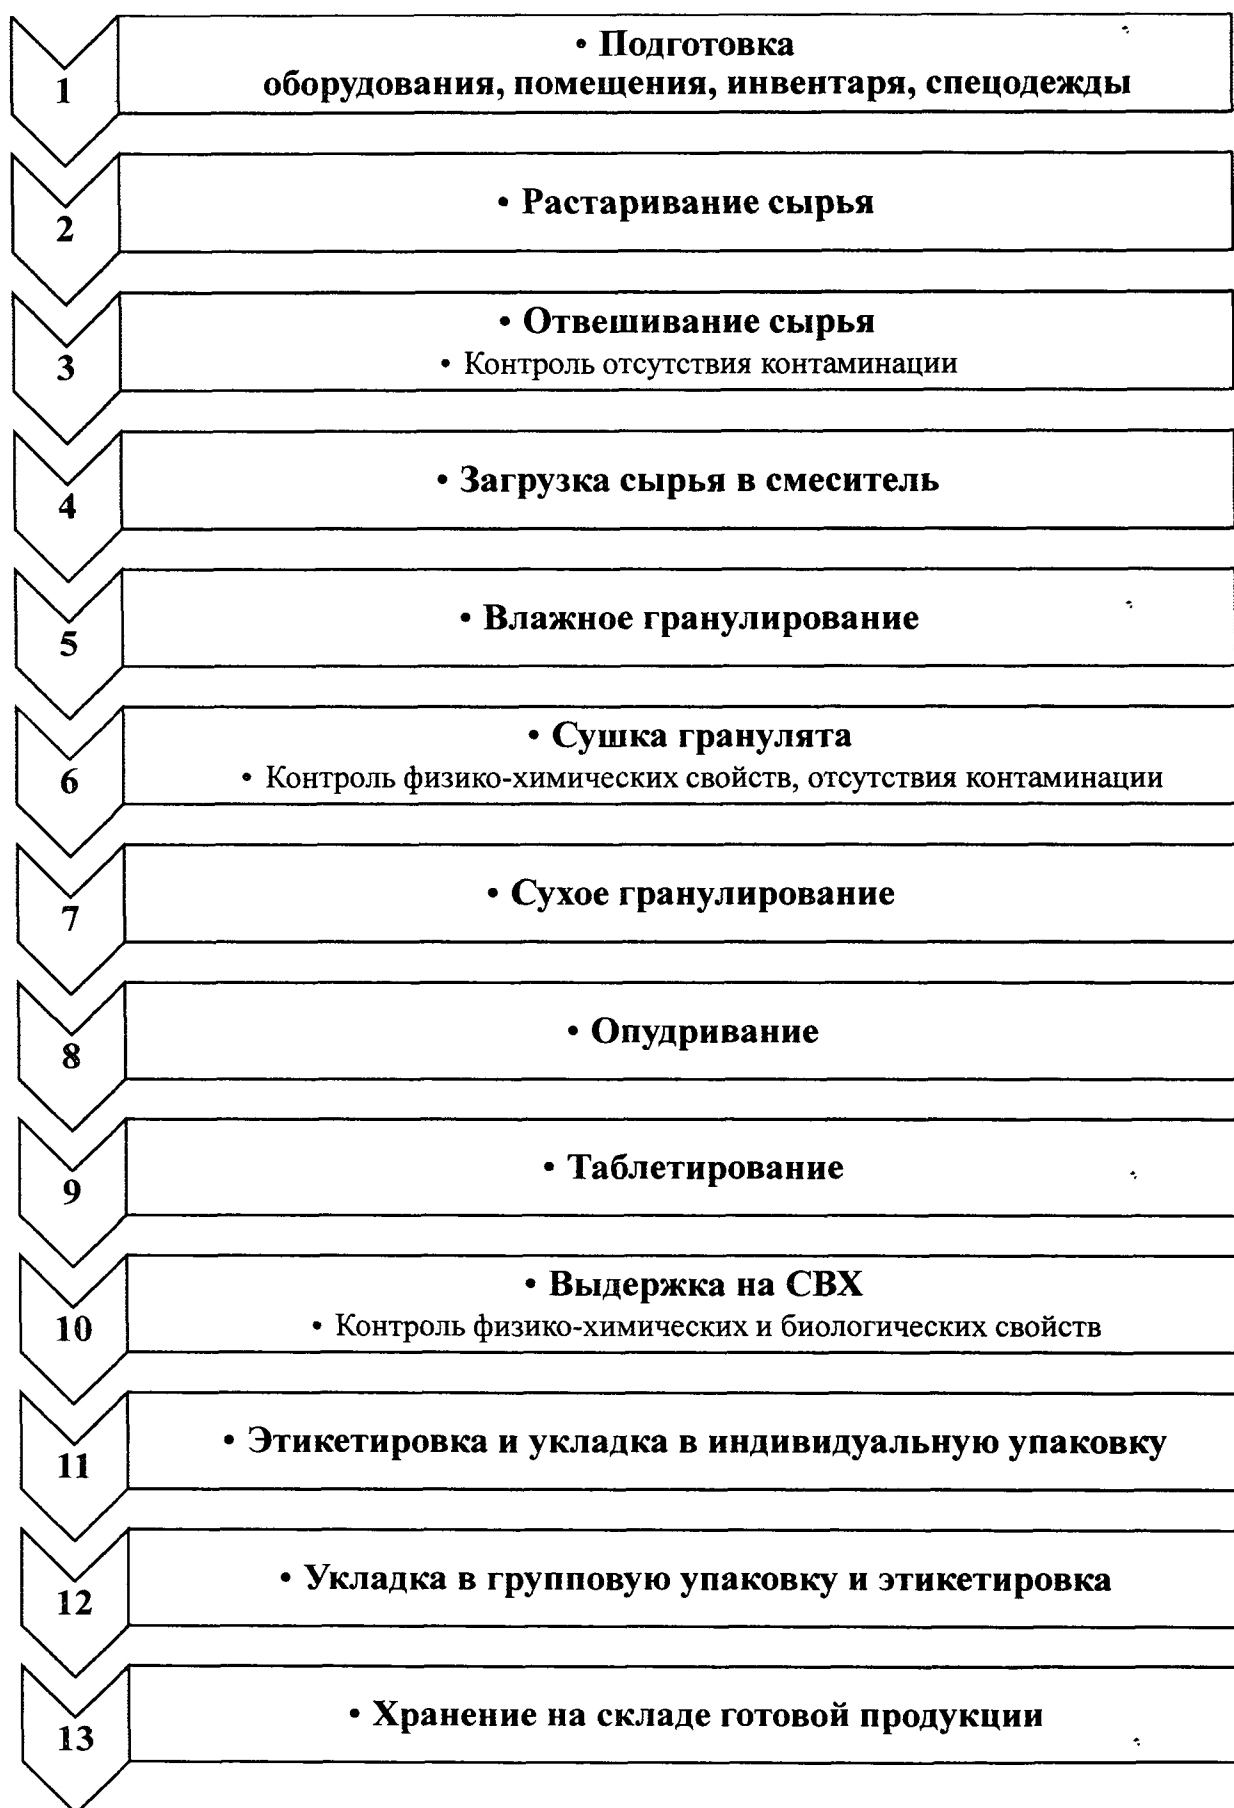 1
• Подготовка
оборудования, помещения, инвентаря, спецодежды
2
• Растаривание сырья
3
• Отвешивание сырья
• Контроль отсутствия контаминации
4
• Загрузка сырья в смеситель
5
• Влажное гранулирование
6
• Сушка гранулята
• Контроль физико-химических свойств, отсутствия контаминации
7
• Сухое гранулирование
8
• Опудривание
9
• Таблетирование
10
• Выдержка на СВХ
• Контроль физико-химических и биологических свойств
11
• Этикетировка и укладка в индивидуальную упаковку
12
• Укладка в групповую упаковку и этикетировка
13
• Хранение на складе готовой продукции